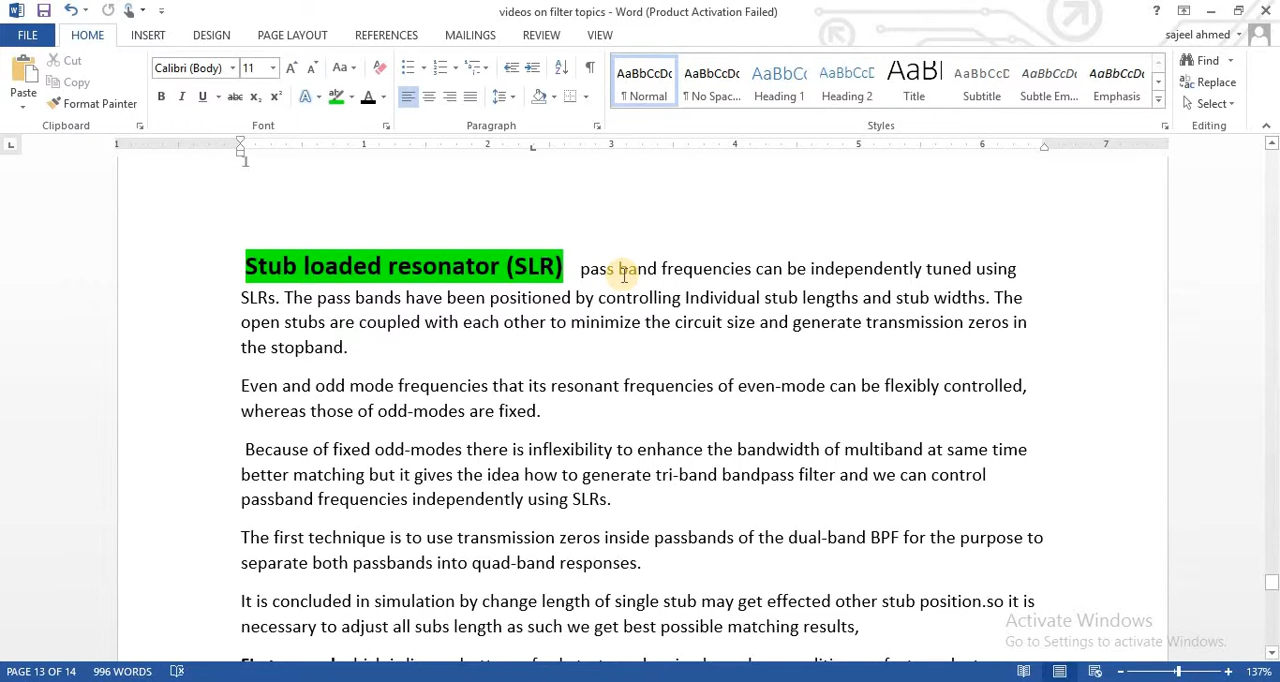 videos on filter topics - Word (Product Activation Failed)
FILE HOME INSERT DESIGN PAGE LAYOUT REFERENCES MAILINGS REVIEW VIEW sajeel ahmed
Paste Cut Copy Format Painter
Calibri (Body) 11
AaBbCcDc AaBbCcDc AaBbCc AaBbCcE AaBl AaBbCcD AaBbCcDc AaBbCcDc
¶ Normal ¶ No Spac... Heading 1 Heading 2 Title Subtitle Subtle Em... Emphasis
Find Replace Select
Clipboard Font Paragraph Styles Editing
1 1 2 3 4 5 6 7
Stub loaded resonator (SLR) pass band frequencies can be independently tuned using
SLRs. The pass bands have been positioned by controlling Individual stub lengths and stub widths. The
open stubs are coupled with each other to minimize the circuit size and generate transmission zeros in
the stopband.
Even and odd mode frequencies that its resonant frequencies of even-mode can be flexibly controlled,
whereas those of odd-modes are fixed.
Because of fixed odd-modes there is inflexibility to enhance the bandwidth of multiband at same time
better matching but it gives the idea how to generate tri-band bandpass filter and we can control
passband frequencies independently using SLRs.
The first technique is to use transmission zeros inside passbands of the dual-band BPF for the purpose to
separate both passbands into quad-band responses.
It is concluded in simulation by change length of single stub may get effected other stub position.so it is
necessary to adjust all subs length as such we get best possible matching results,
Activate Windows
Go to Settings to activate Windows.
PAGE 13 OF 14 996 WORDS 137%